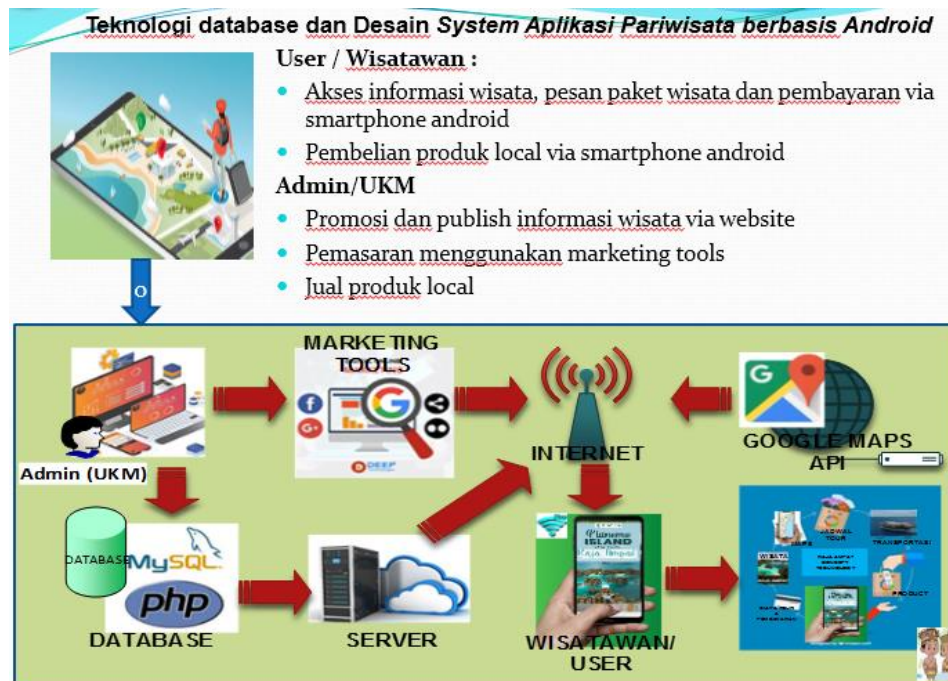 Teknologi database dan Desain System Aplikasi Pariwisata berbasis Android
User / Wisatawan :
Akses informasi wisata, pesan paket wisata dan pembayaran via
smartphone android
Pembelian produk local via smartphone android
Admin/UKM
Promosi dan publish informasi wisata via website
Pemasaran menggunakan marketing tools
Jual produk local
O
MARKETING
TOOLS
G
G
DEEP
INTERNET
GOOGLE MAPS
API
Admin (UKM)
DATABASE
MySQL
php
DATABASE
SERVER
ISLAND
WISATAWAN/
USER
JADWAL
TOUR
TRANSPORTASI
WISATA
PRODUCT